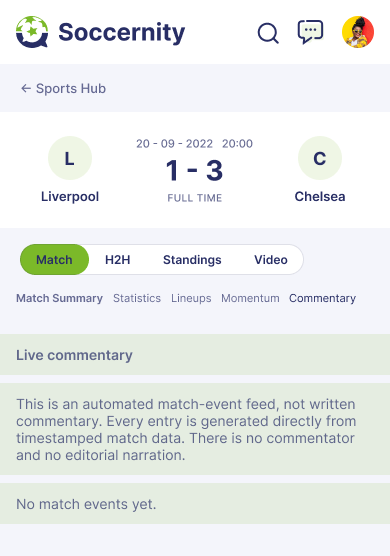 Soccernity
← Sports Hub
20 - 09 - 2022 20:00
L 1 - 3 C
Liverpool FULL TIME Chelsea
Match H2H Standings Video
Match Summary Statistics Lineups Momentum Commentary
Live commentary
This is an automated match-event feed, not written
commentary. Every entry is generated directly from
timestamped match data. There is no commentator
and no editorial narration.
No match events yet.